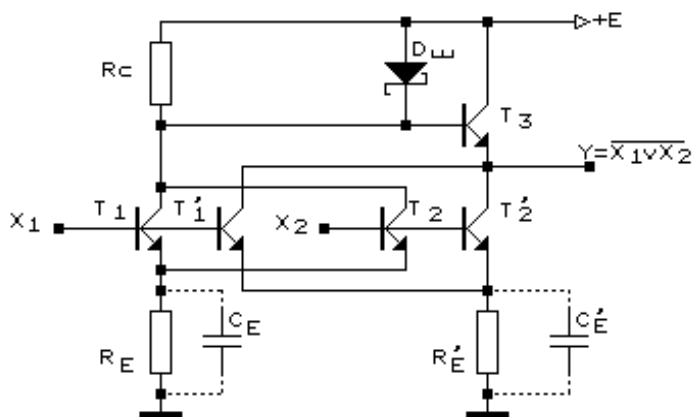 +E
Rc
D Ш
T3
Y=X1vX2
X1
T1
T'1
X2
T2
T'2
RE
CE
R'E
C'E